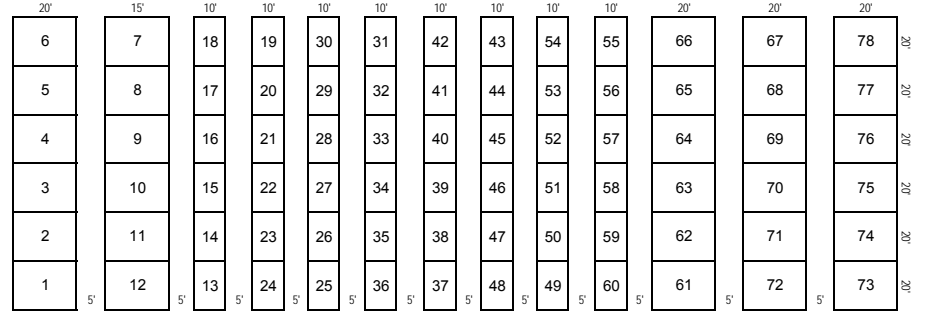 20' 15' 10' 10' 10' 10' 10' 10' 10' 10' 20' 20' 20'
6 7 18 19 30 31 42 43 54 55 66 67 78 20'
5 8 17 20 29 32 41 44 53 56 65 68 77 20'
4 9 16 21 28 33 40 45 52 57 64 69 76 20'
3 10 15 22 27 34 39 46 51 58 63 70 75 20'
2 11 14 23 26 35 38 47 50 59 62 71 74 20'
1 12 13 24 25 36 37 48 49 60 61 72 73 20'
5' 5' 5' 5' 5' 5' 5' 5' 5' 5' 5' 5'